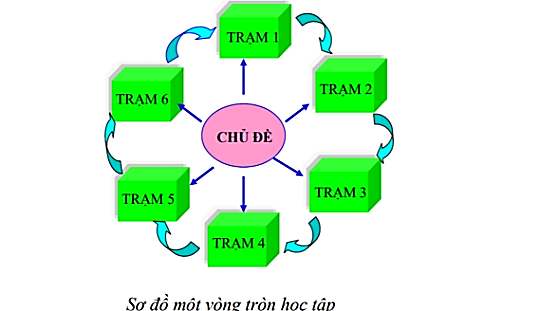 TRẠM 1
TRẠM 2
TRẠM 6
CHỦ ĐỀ
TRẠM 3
TRẠM 5
TRẠM 4
Sơ đồ một vòng tròn học tập